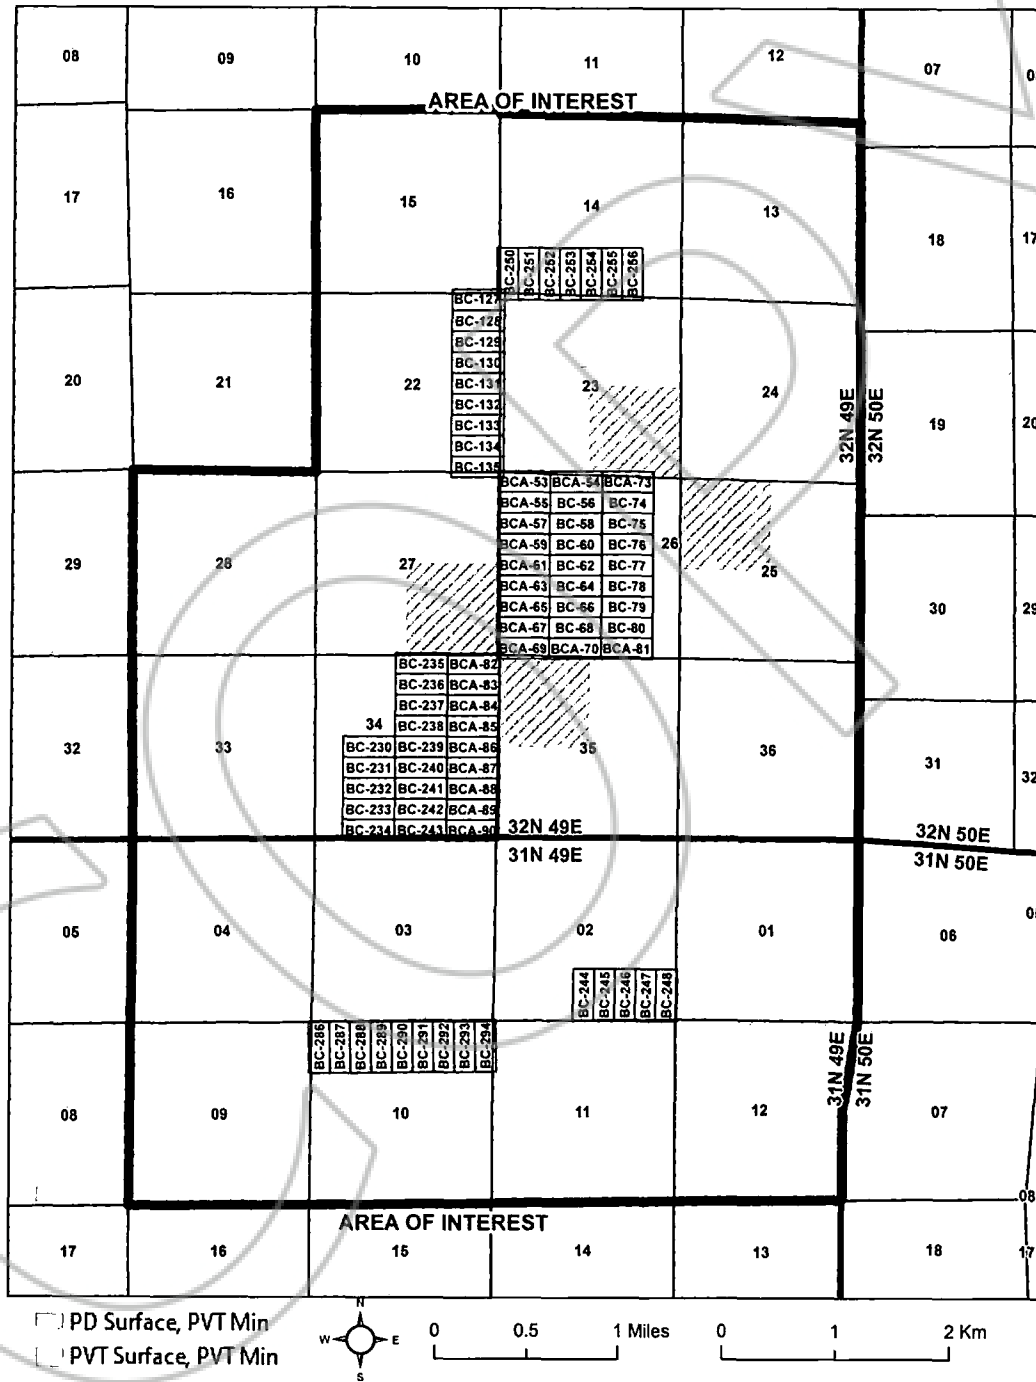 08 09 10 11 12 07
AREA OF INTEREST
17 16 15 14 13 18 17
BC-250 BC-251 BC-252 BC-253 BC-254 BC-255 BC-256
BC-127
BC-128
BC-129
BC-130
20 21 22 BC-131 23 24 19 20
BC-132
BC-133
BC-134
BC-135
32N 49E
32N 50E
BCA-53 BCA-54 BCA-73
BCA-55 BC-56 BC-74
BCA-57 BC-58 BC-75
BCA-59 BC-60 BC-76 26
29 28 27 BCA-61 BC-62 BC-77 25
BCA-63 BC-64 BC-78
BCA-65 BC-66 BC-79 30 29
BCA-67 BC-68 BC-80
BCA-69 BCA-70 BCA-81
BC-235 BCA-82
BC-236 BCA-83
BC-237 BCA-84
34 BC-238 BCA-85
32 33 BC-230 BC-239 BCA-86 35 36
BC-231 BC-240 BCA-87 31 32
BC-232 BC-241 BCA-88
BC-233 BC-242 BCA-89
BC-234 BC-243 BCA-90
32N 49E 32N 50E
31N 49E 31N 50E
05 04 03 02 01 06
BC-244 BC-245 BC-246 BC-247 BC-248
BC-286 BC-287 BC-288 BC-289 BC-290 BC-291 BC-292 BC-293 BC-294
31N 49E
31N 50E
08 09 10 11 12 07
08
AREA OF INTEREST
17 16 15 14 13 18 17
PD Surface, PVT Min
PVT Surface, PVT Min
N
W E
S
0 0.5 1 Miles
0 1 2 Km